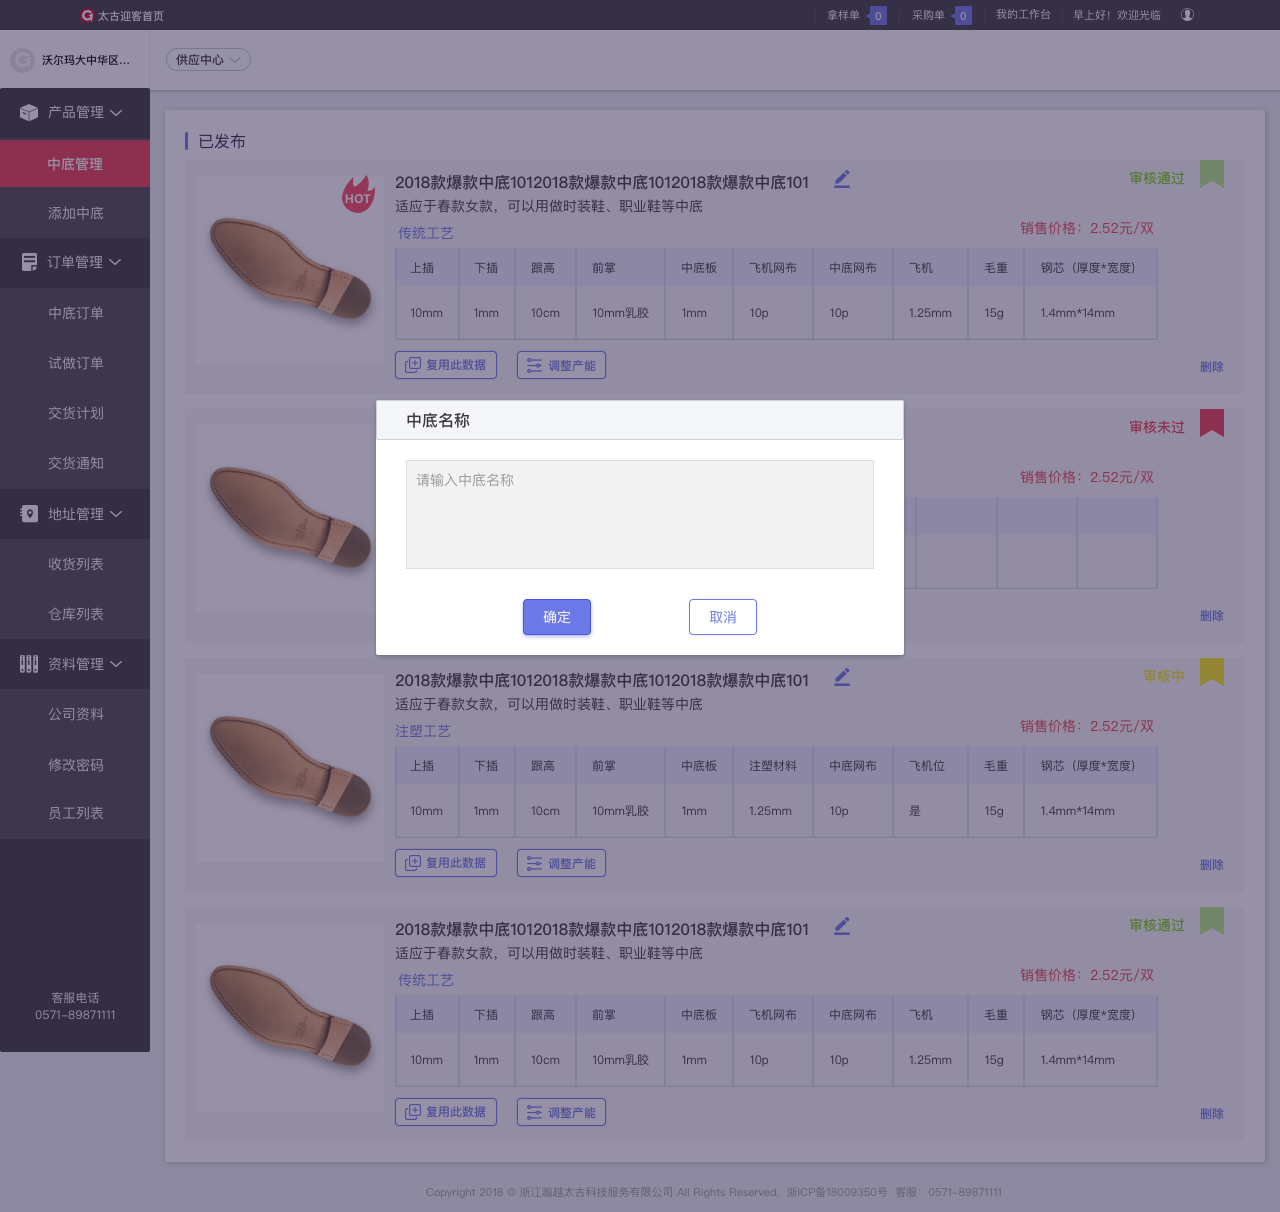 太古迎客首页
拿样单 0
采购单 0
我的工作台
早上好！欢迎光临
沃尔玛大中华区...
供应中心
产品管理
中底管理
添加中底
订单管理
中底订单
试做订单
交货计划
交货通知
地址管理
收货列表
仓库列表
资料管理
公司资料
修改密码
员工列表
客服电话
0571-89871111
已发布
HOT
2018款爆款中底1012018款爆款中底1012018款爆款中底101
审核通过
适应于春款女款，可以用做时装鞋、职业鞋等中底
传统工艺
销售价格：2.52元/双
上插 下插 跟高 前掌 中底板 飞机网布 中底网布 飞机 毛重 钢芯（厚度*宽度）
10mm 1mm 10cm 10mm乳胶 1mm 10p 10p 1.25mm 15g 1.4mm*14mm
复用此数据 调整产能
删除
审核未过
销售价格：2.52元/双
删除
中底名称
请输入中底名称
确定 取消
2018款爆款中底1012018款爆款中底1012018款爆款中底101
审核中
适应于春款女款，可以用做时装鞋、职业鞋等中底
注塑工艺
销售价格：2.52元/双
上插 下插 跟高 前掌 中底板 注塑材料 中底网布 飞机位 毛重 钢芯（厚度*宽度）
10mm 1mm 10cm 10mm乳胶 1mm 1.25mm 10p 是 15g 1.4mm*14mm
复用此数据 调整产能
删除
2018款爆款中底1012018款爆款中底1012018款爆款中底101
审核通过
适应于春款女款，可以用做时装鞋、职业鞋等中底
传统工艺
销售价格：2.52元/双
上插 下插 跟高 前掌 中底板 飞机网布 中底网布 飞机 毛重 钢芯（厚度*宽度）
10mm 1mm 10cm 10mm乳胶 1mm 10p 10p 1.25mm 15g 1.4mm*14mm
复用此数据 调整产能
删除
Copyright 2018 © 浙江瀚越太古科技服务有限公司 All Rights Reserved. 浙ICP备18009350号 客服：0571-89871111